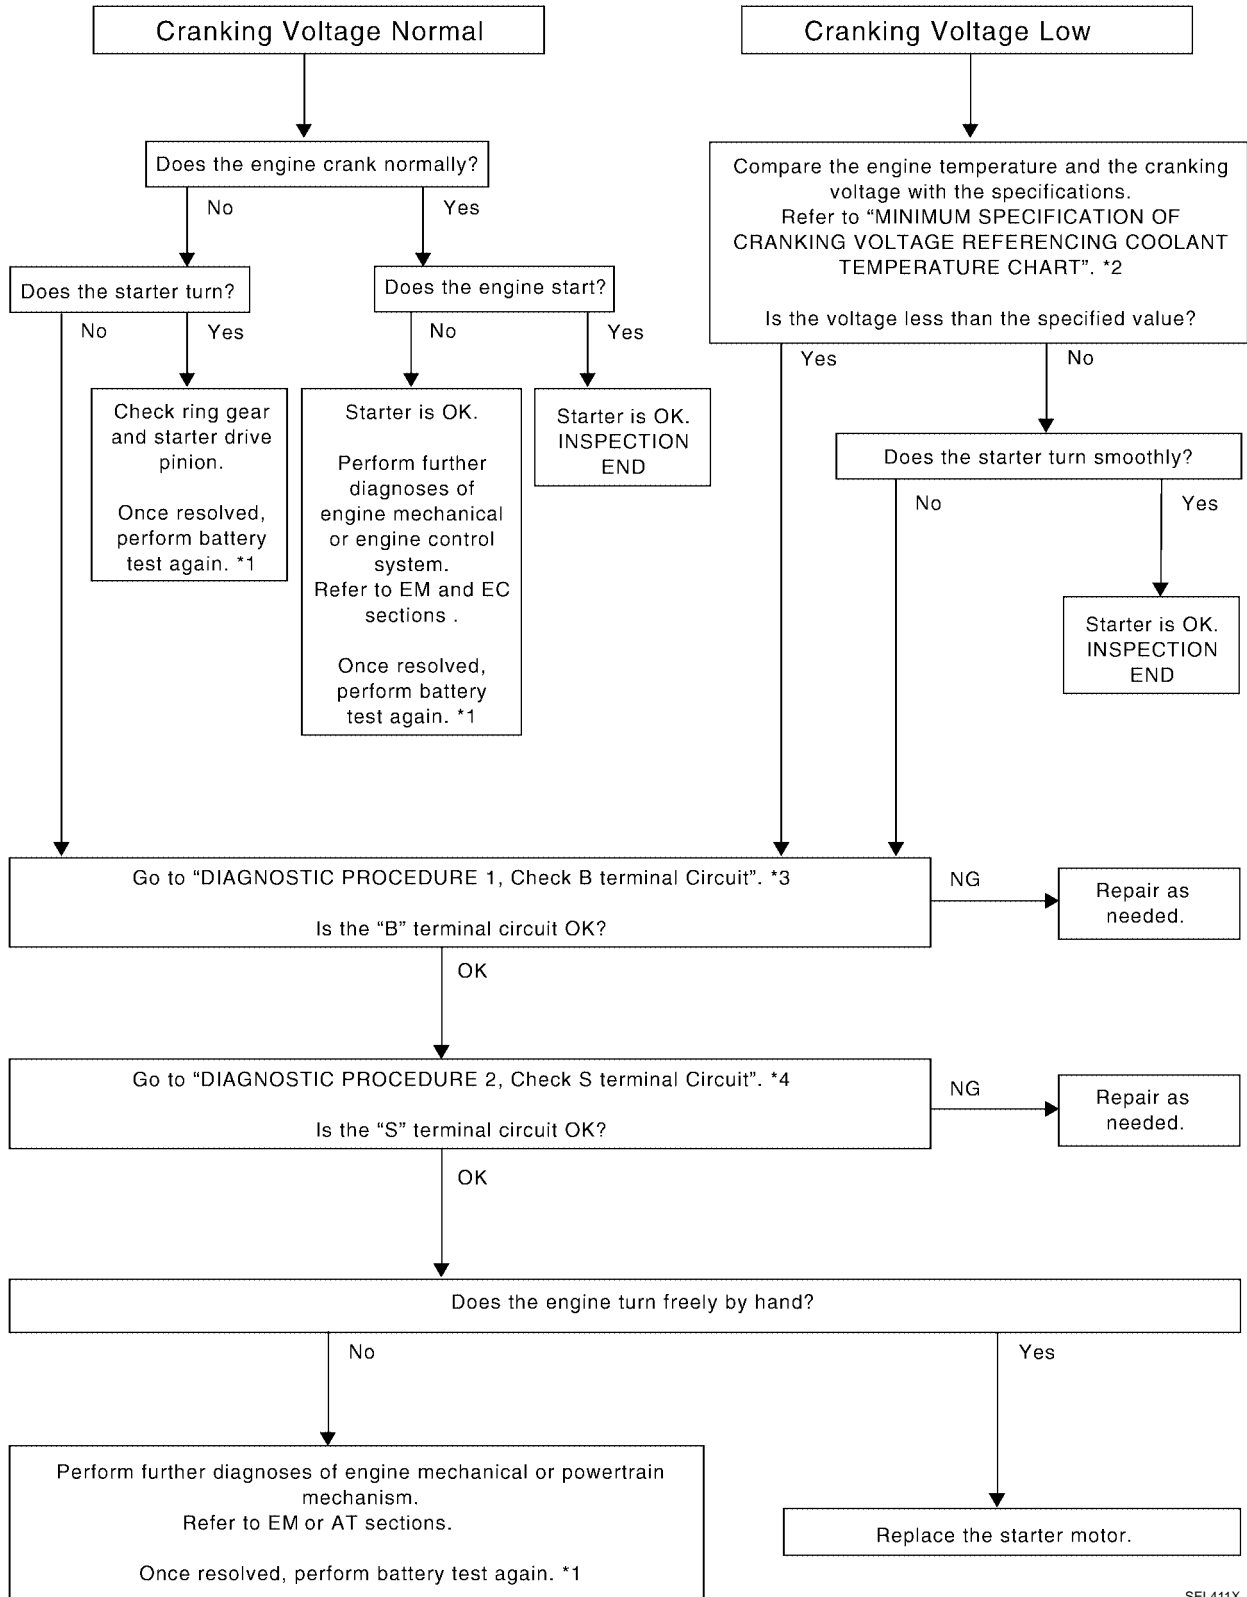 Cranking Voltage Normal
Cranking Voltage Low
Does the engine crank normally?
No
Yes
Compare the engine temperature and the cranking
voltage with the specifications.
Refer to “MINIMUM SPECIFICATION OF
CRANKING VOLTAGE REFERENCING COOLANT
TEMPERATURE CHART”. *2
Is the voltage less than the specified value?
Does the starter turn?
Does the engine start?
No
Yes
No
Yes
Yes
No
Check ring gear
and starter drive
pinion.
Once resolved,
perform battery
test again. *1
Starter is OK.
Perform further
diagnoses of
engine mechanical
or engine control
system.
Refer to EM and EC
sections .
Once resolved,
perform battery
test again. *1
Starter is OK.
INSPECTION
END
Does the starter turn smoothly?
No
Yes
Starter is OK.
INSPECTION
END
Go to “DIAGNOSTIC PROCEDURE 1, Check B terminal Circuit”. *3
Is the “B” terminal circuit OK?
NG
Repair as
needed.
OK
Go to “DIAGNOSTIC PROCEDURE 2, Check S terminal Circuit”. *4
Is the “S” terminal circuit OK?
NG
Repair as
needed.
OK
Does the engine turn freely by hand?
No
Yes
Perform further diagnoses of engine mechanical or powertrain
mechanism.
Refer to EM or AT sections.
Once resolved, perform battery test again. *1
Replace the starter motor.
SEL411X